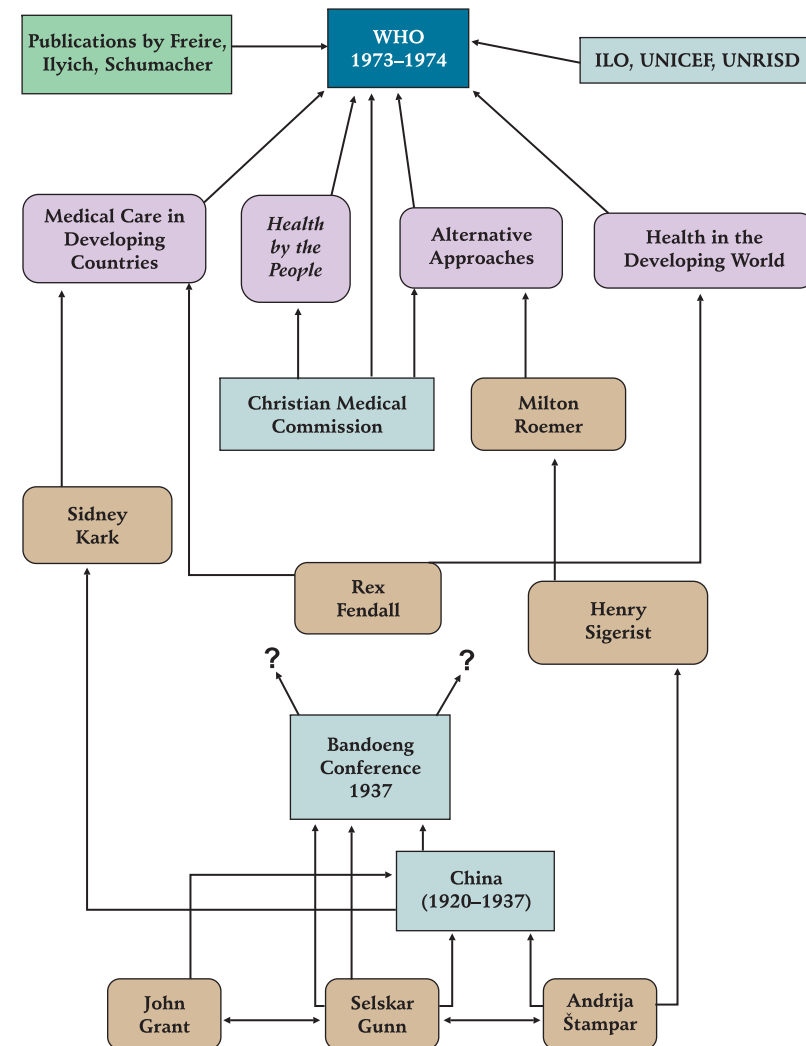 Publications by Freire,
Ilyich, Schumacher
WHO
1973–1974
ILO, UNICEF, UNRISD
Medical Care in
Developing
Countries
Health
by the
People
Alternative
Approaches
Health in the
Developing World
Christian Medical
Commission
Milton
Roemer
Sidney
Kark
Rex
Fendall
Henry
Sigerist
?
?
Bandoeng
Conference
1937
China
(1920–1937)
John
Grant
Selskar
Gunn
Andrija
Štampar